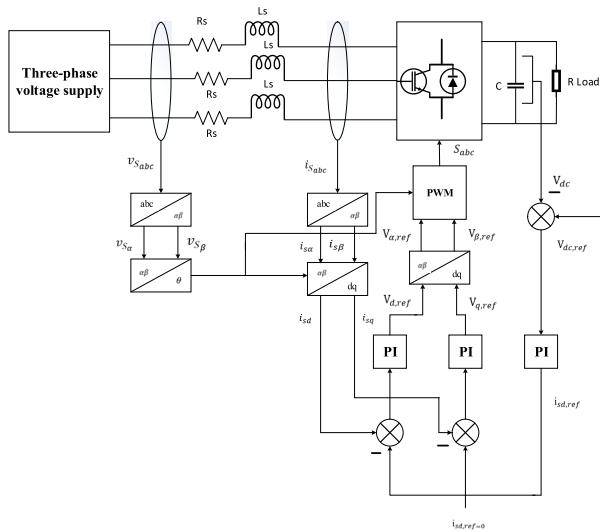 Rs
Ls
Ls
Rs
Ls
Rs
Three-phase
voltage supply
C
R Load
v_{S_{abc}}
i_{S_{abc}}
S_{abc}
V_{dc}
abc
αβ
abc
αβ
PWM
v_{S_α}
v_{S_β}
i_{sα}
i_{sβ}
V_{α,ref}
V_{β,ref}
V_{dc,ref}
αβ
θ
αβ
dq
αβ
dq
i_{sd}
i_{sq}
V_{d,ref}
V_{q,ref}
PI
PI
PI
i_{sd,ref}
i_{sd,ref=0}